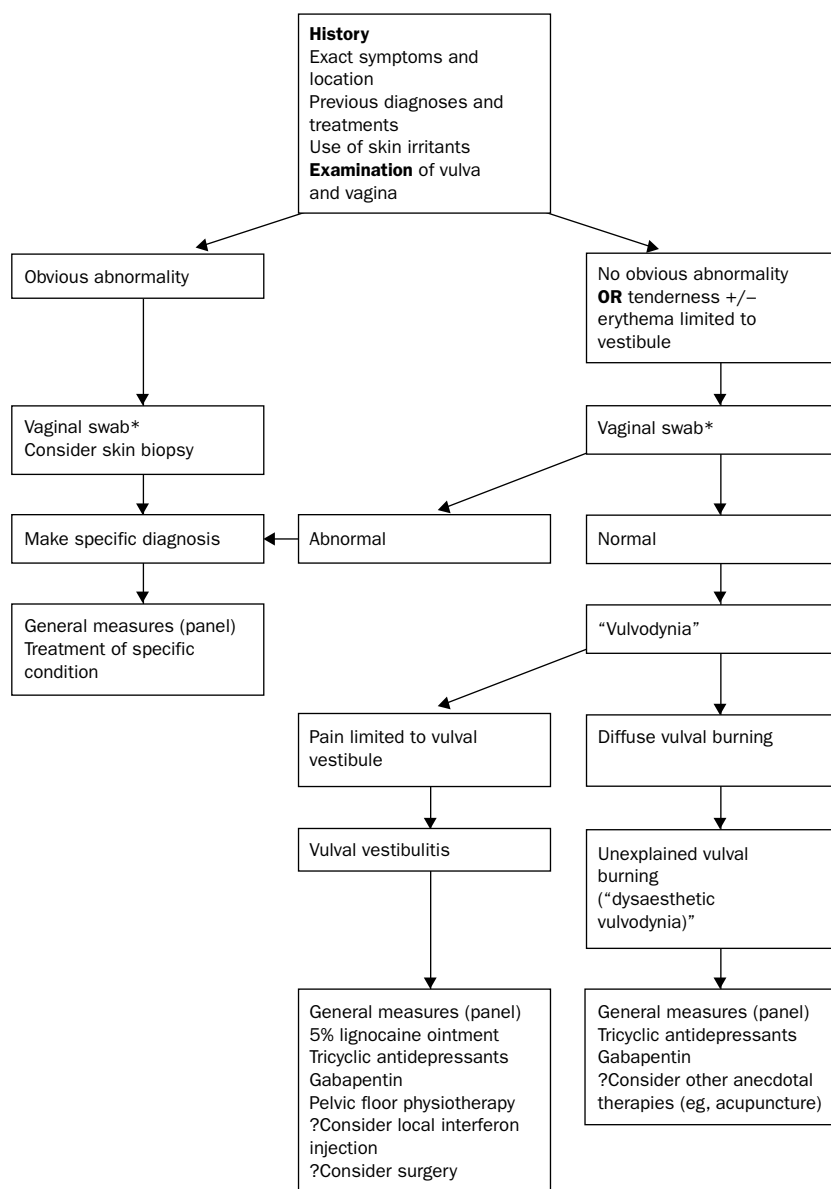 History
Exact symptoms and
location
Previous diagnoses and
treatments
Use of skin irritants
Examination of vulva
and vagina
Obvious abnormality
No obvious abnormality
OR tenderness +/–
erythema limited to
vestibule
Vaginal swab*
Consider skin biopsy
Vaginal swab*
Make specific diagnosis
Abnormal
Normal
General measures (panel)
Treatment of specific
condition
“Vulvodynia”
Pain limited to vulval
vestibule
Diffuse vulval burning
Vulval vestibulitis
Unexplained vulval
burning
(“dysaesthetic
vulvodynia)”
General measures (panel)
5% lignocaine ointment
Tricyclic antidepressants
Gabapentin
Pelvic floor physiotherapy
?Consider local interferon
injection
?Consider surgery
General measures (panel)
Tricyclic antidepressants
Gabapentin
?Consider other anecdotal
therapies (eg, acupuncture)